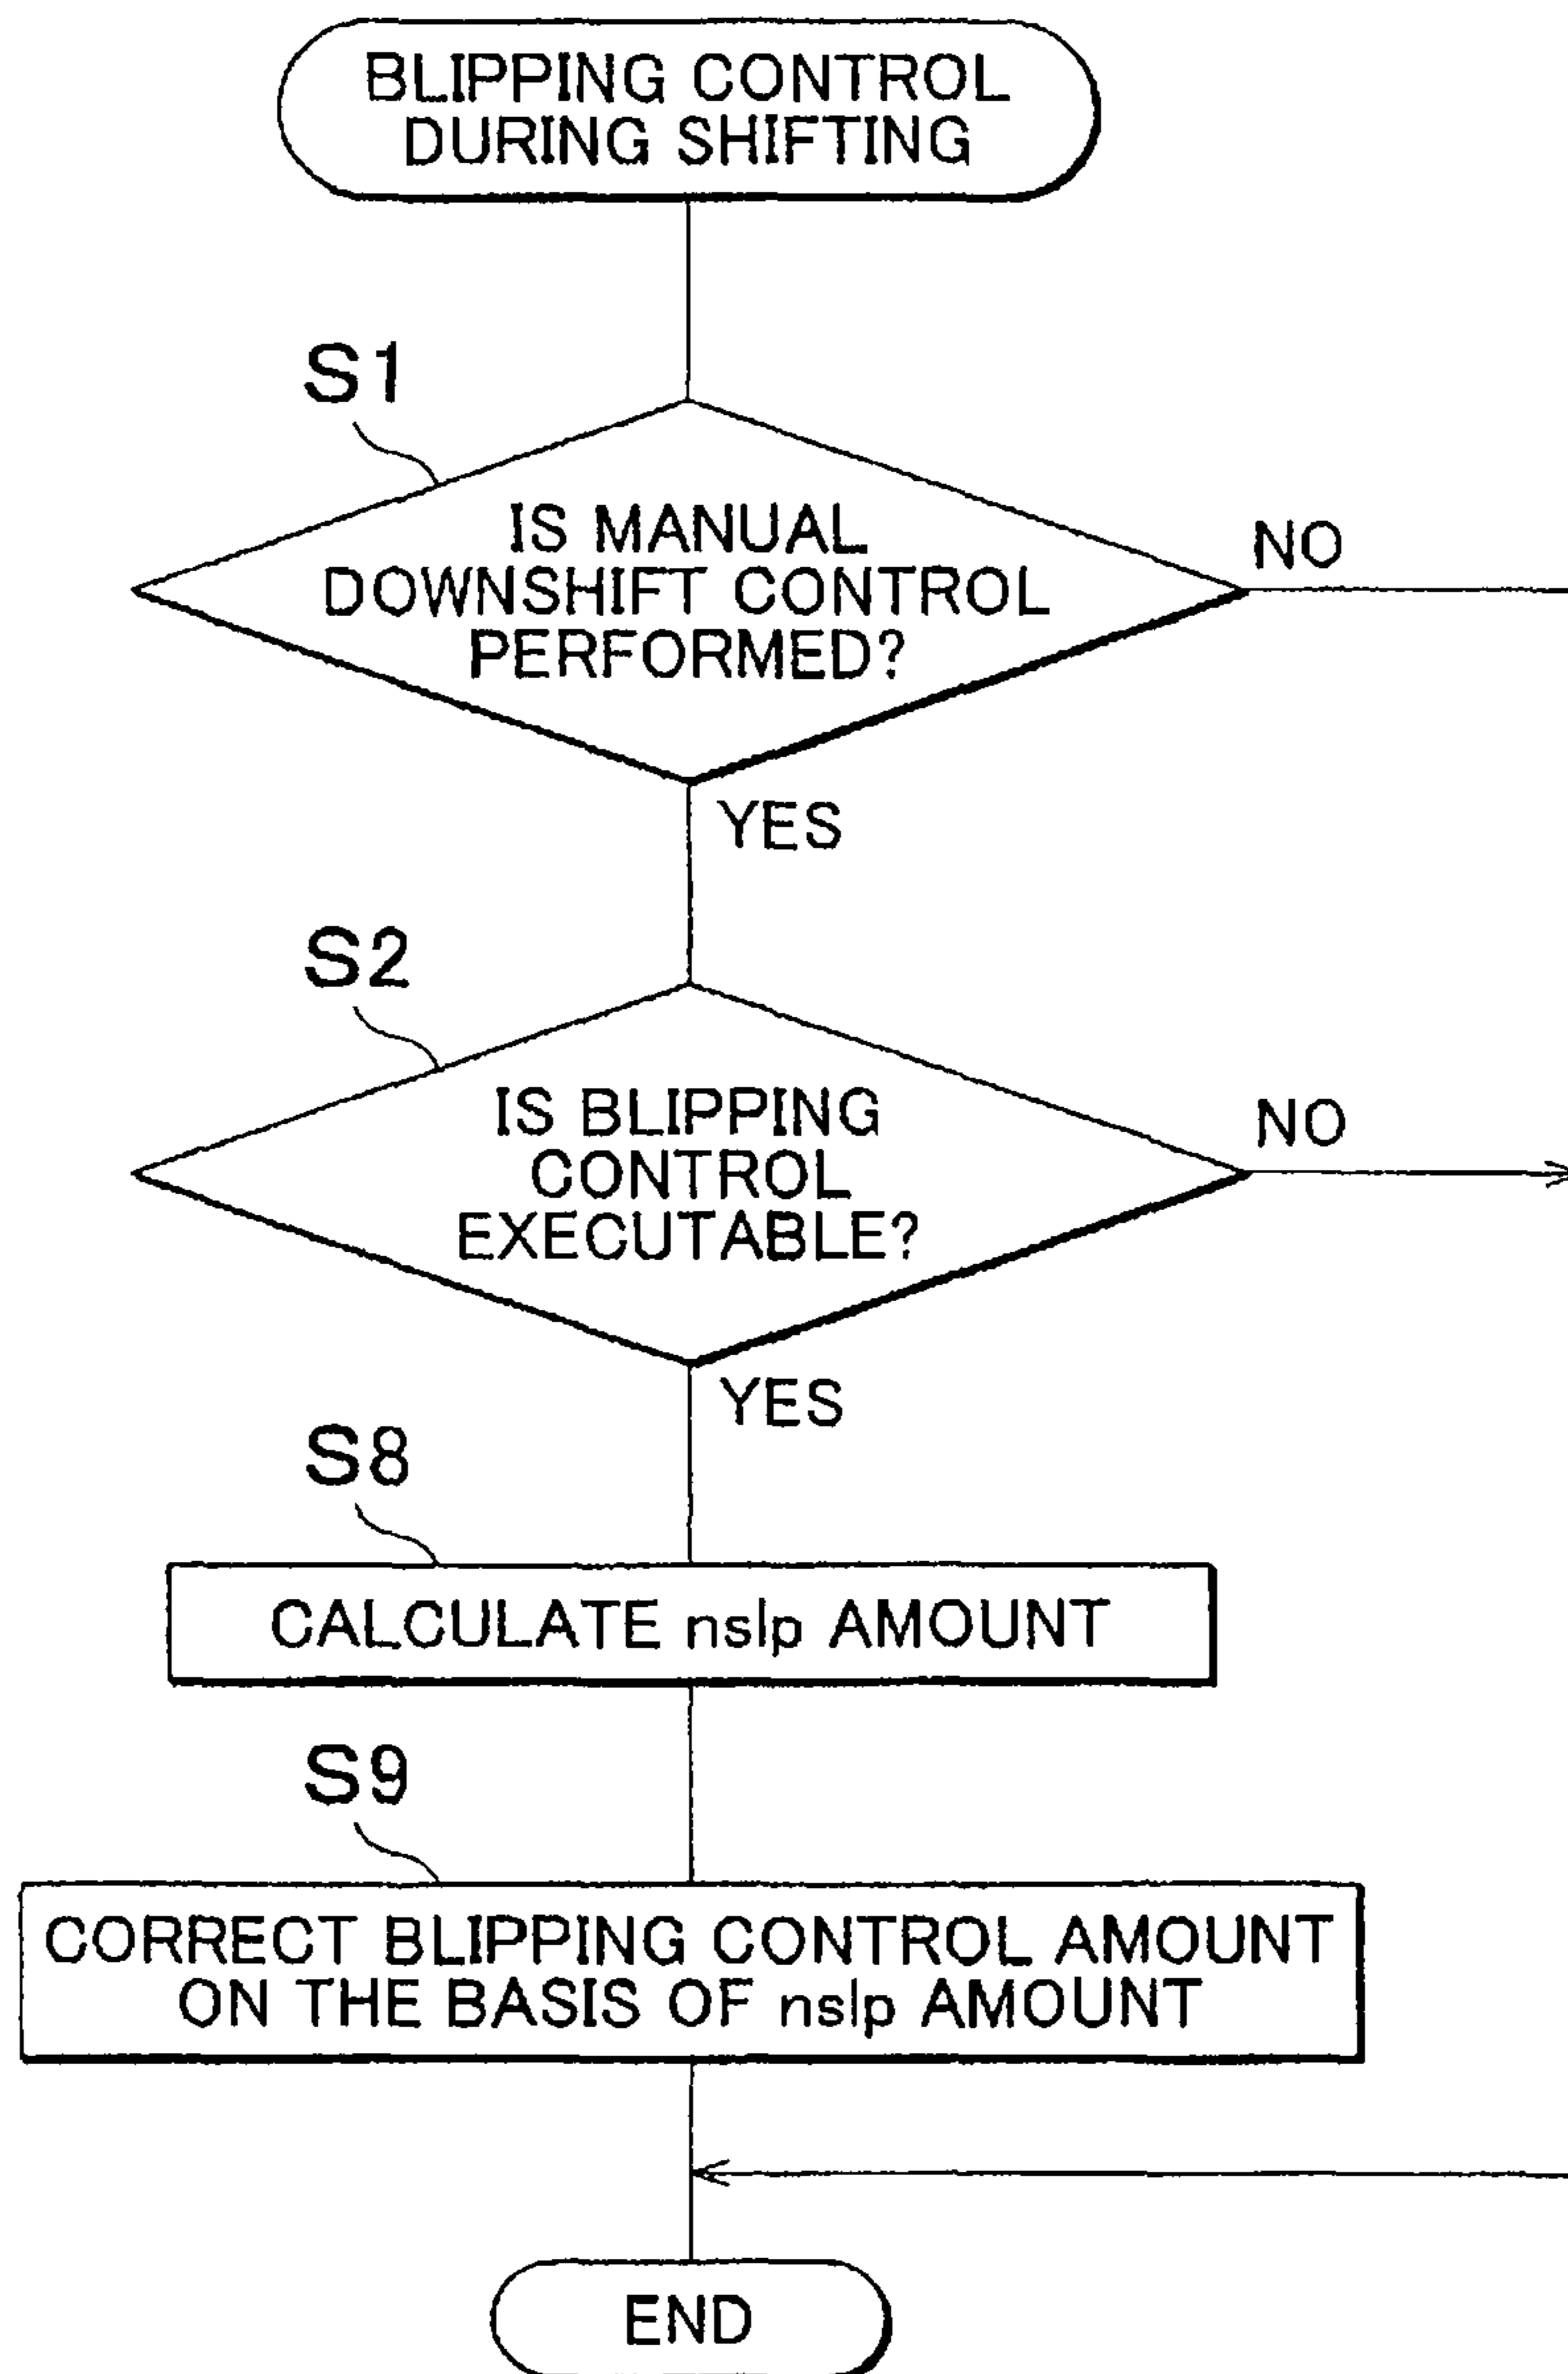 BLIPPING CONTROL
DURING SHIFTING
S1
IS MANUAL
DOWNSHIFT CONTROL
PERFORMED?
NO
YES
S2
IS BLIPPING
CONTROL
EXECUTABLE?
NO
YES
S8
CALCULATE nslp AMOUNT
S9
CORRECT BLIPPING CONTROL AMOUNT
ON THE BASIS OF nslp AMOUNT
END